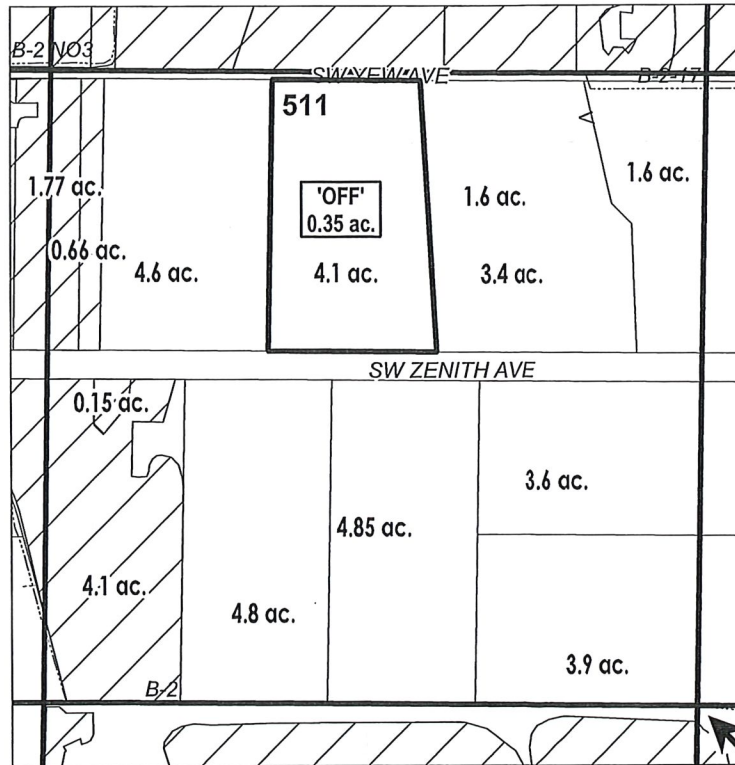 B-2 NO3
SW YEW AVE
B-2-17
511
1.77 ac.
'OFF'
0.35 ac.
1.6 ac.
1.6 ac.
0.66 ac.
4.6 ac.
4.1 ac.
3.4 ac.
SW ZENITH AVE
0.15 ac.
3.6 ac.
4.85 ac.
4.1 ac.
4.8 ac.
3.9 ac.
B-2